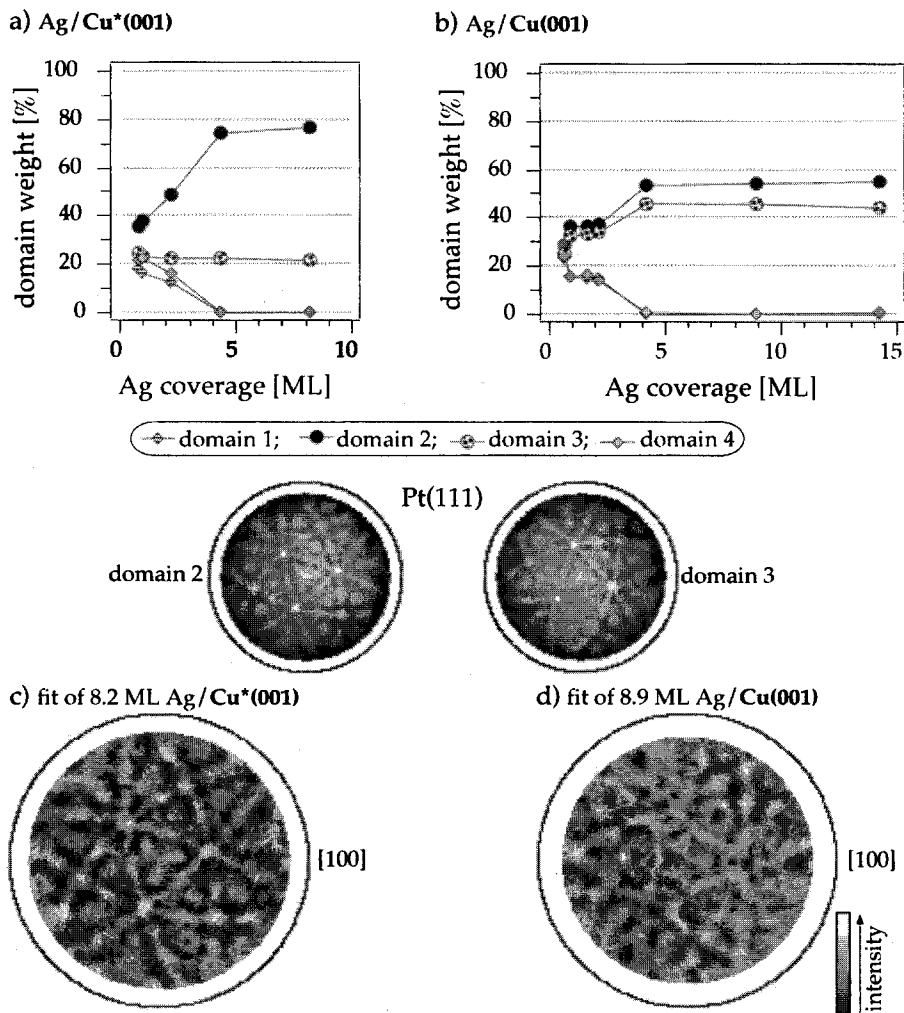 a) Ag/Cu*(001)
b) Ag/Cu(001)
domain weight [%]
100
80
60
40
20
0
0 5 10
Ag coverage [ML]
domain weight [%]
100
80
60
40
20
0
0 5 10 15
Ag coverage [ML]
domain 1; domain 2; domain 3; domain 4
Pt(111)
domain 2
domain 3
c) fit of 8.2 ML Ag/Cu*(001)
d) fit of 8.9 ML Ag/Cu(001)
[100]
[100]
intensity